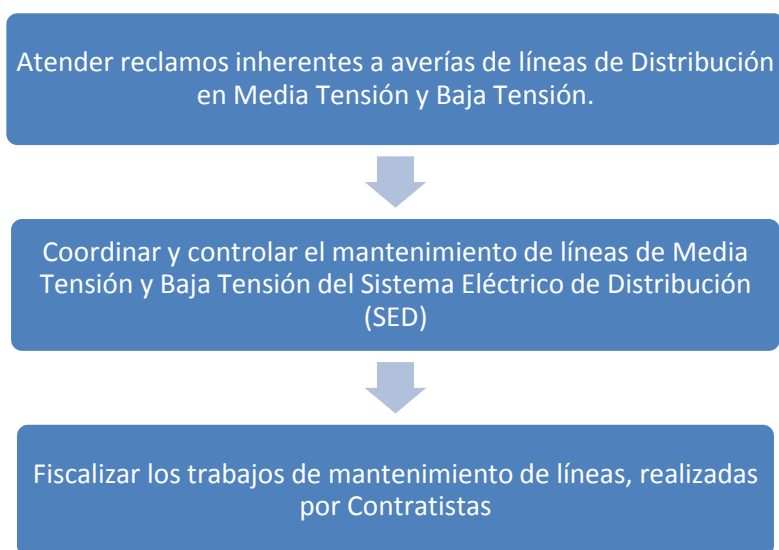 Atender reclamos inherentes a averías de líneas de Distribución
en Media Tensión y Baja Tensión.
Coordinar y controlar el mantenimiento de líneas de Media
Tensión y Baja Tensión del Sistema Eléctrico de Distribución
(SED)
Fiscalizar los trabajos de mantenimiento de líneas, realizadas
por Contratistas